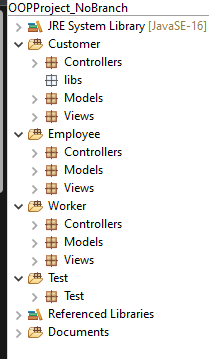 OOPProject_NoBranch
JRE System Library [JavaSE-16]
Customer
Controllers
libs
Models
Views
Employee
Controllers
Models
Views
Worker
Controllers
Models
Views
Test
Test
Referenced Libraries
Documents